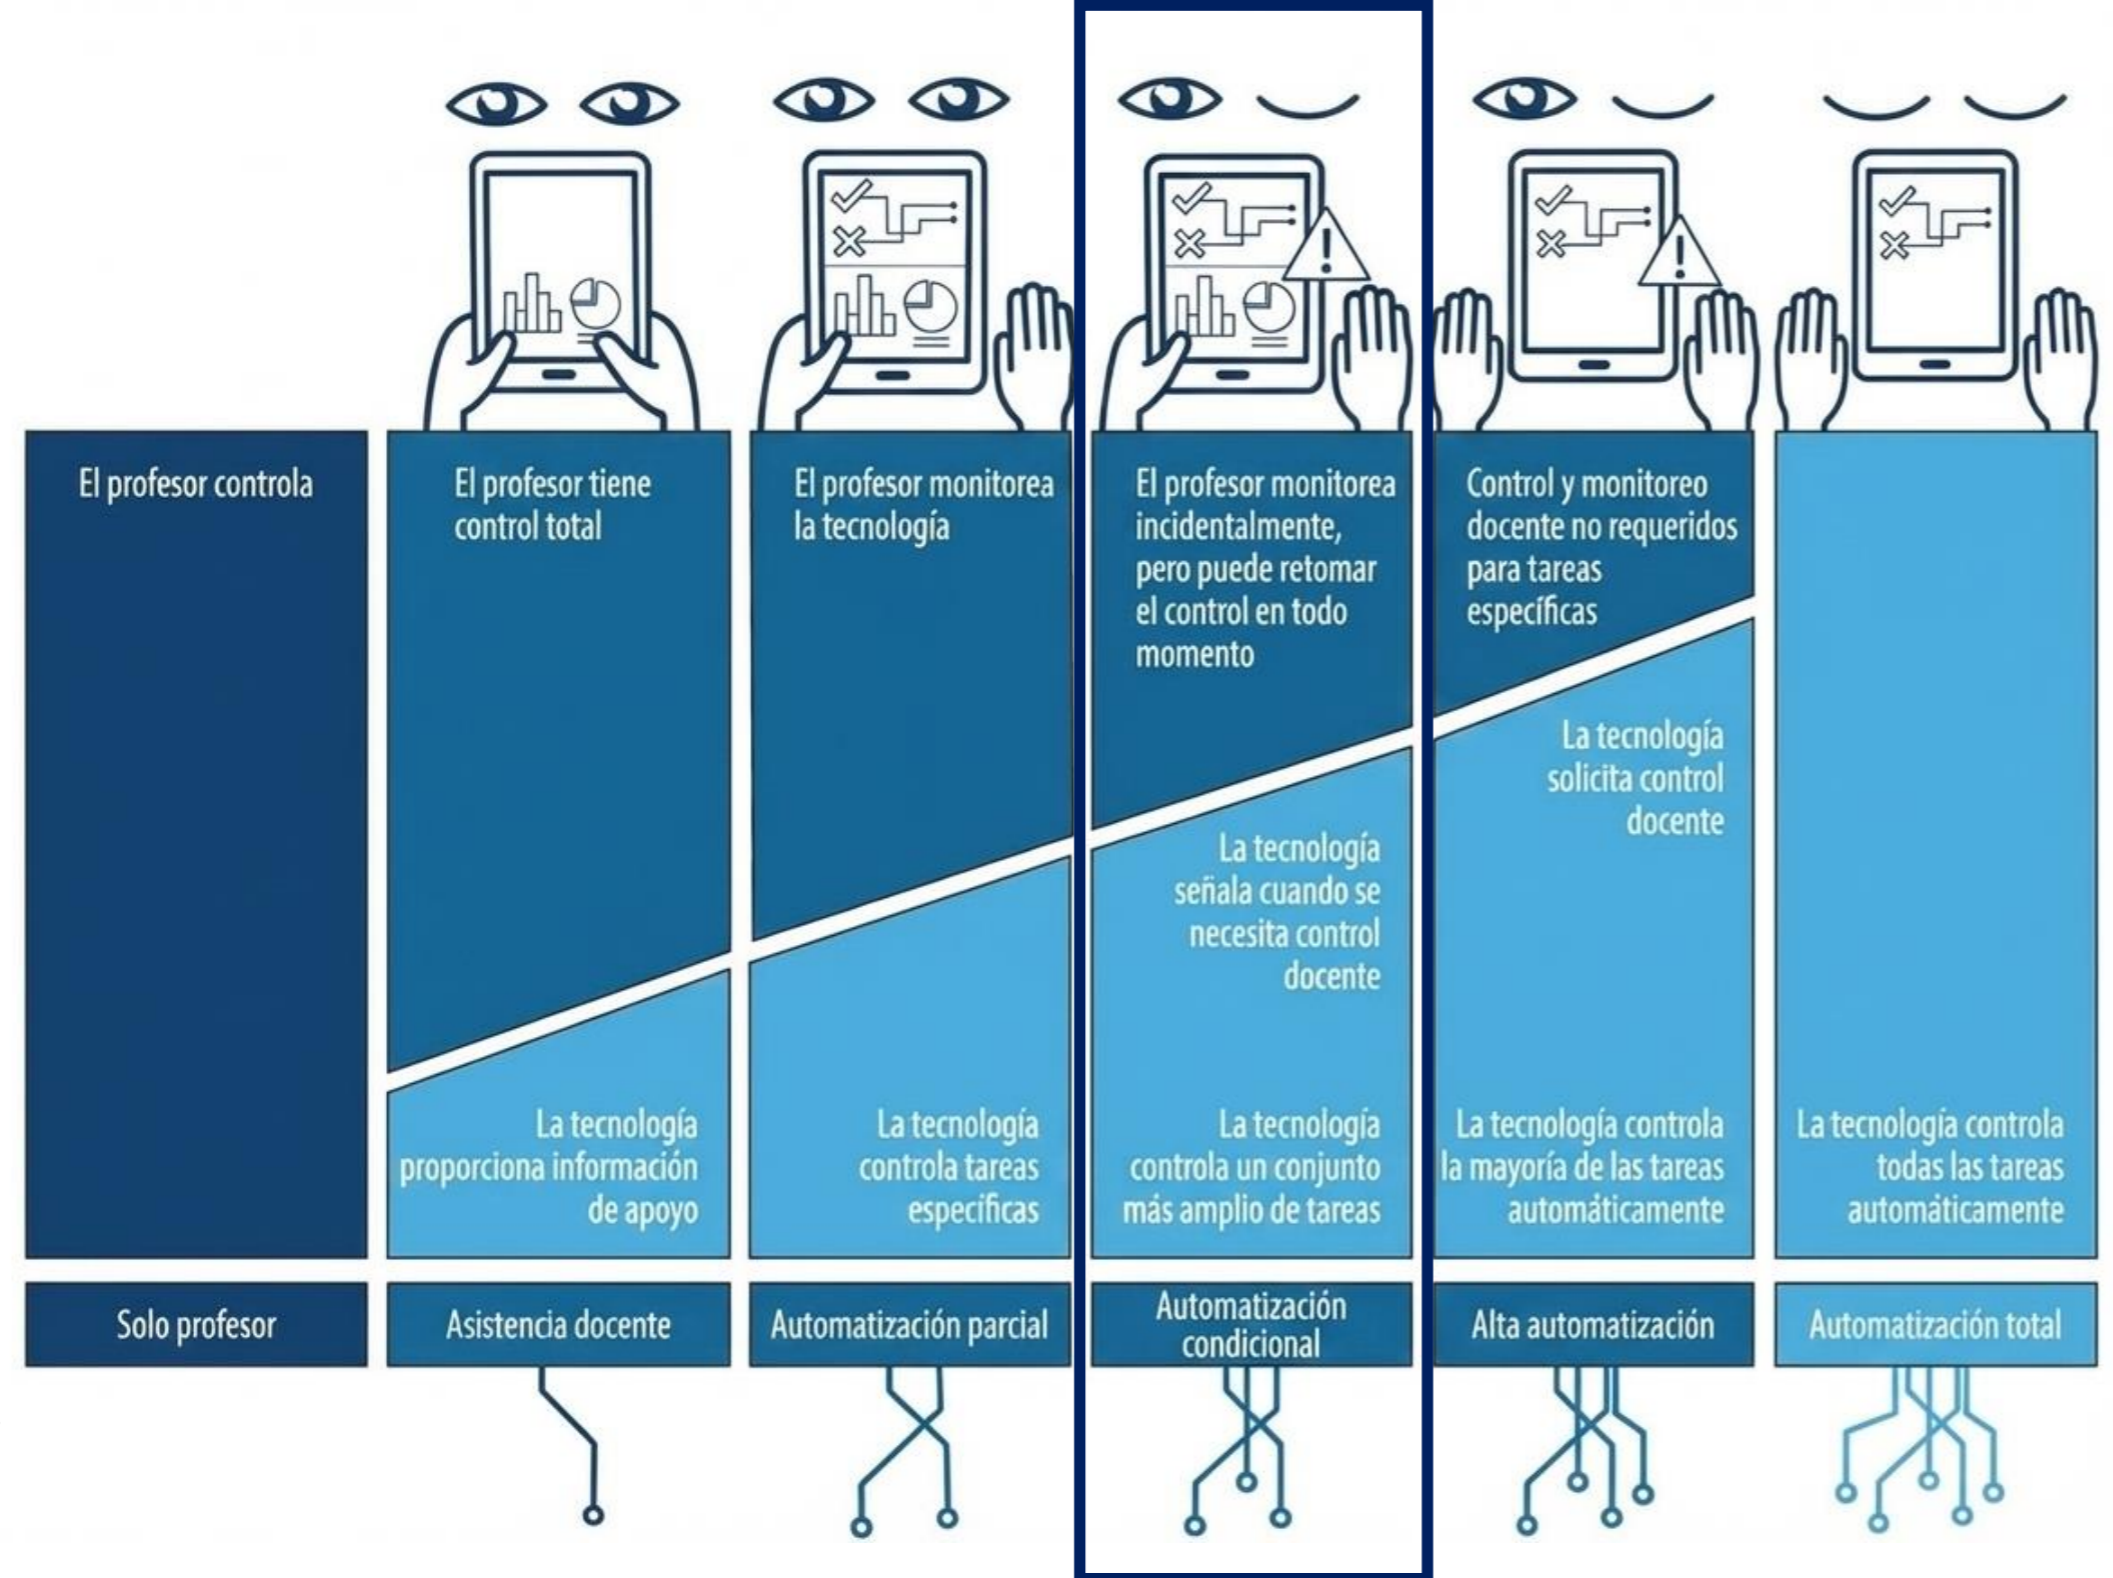 El profesor controla
El profesor tiene
control total
El profesor monitorea
la tecnología
El profesor monitorea
incidentalmente,
pero puede retomar
el control en todo
momento
Control y monitoreo
docente no requeridos
para tareas
específicas
La tecnología
proporciona información
de apoyo
La tecnología
controla tareas
específicas
La tecnología
señala cuando se
necesita control
docente
La tecnología
controla un conjunto
más amplio de tareas
La tecnología
solicita control
docente
La tecnología controla
la mayoría de las tareas
automáticamente
La tecnología controla
todas las tareas
automáticamente
Solo profesor
Asistencia docente
Automatización parcial
Automatización
condicional
Alta automatización
Automatización total